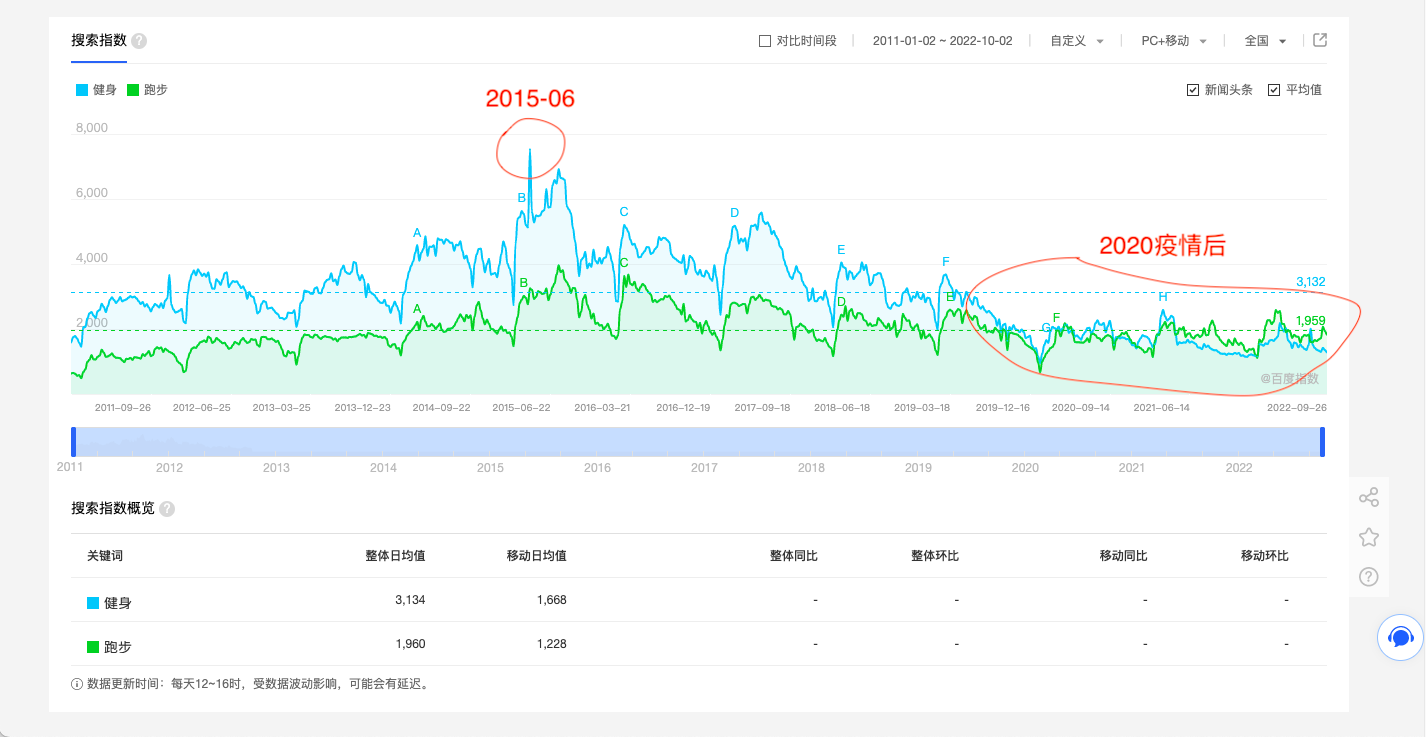 搜索指数 ?
对比时间段 2011-01-02 ~ 2022-10-02 自定义 PC+移动 全国
健身 跑步
新闻头条 平均值
2015-06
8,000
6,000
4,000
2,000
A B C D E F G H
A B C D E F
2020疫情后
3,132
1,959
@百度指数
2011-09-26 2012-06-25 2013-03-25 2013-12-23 2014-09-22 2015-06-22 2016-03-21 2016-12-19 2017-09-18 2018-06-18 2019-03-18 2019-12-16 2020-09-14 2021-06-14 2022-09-26
2011 2012 2013 2014 2015 2016 2017 2018 2019 2020 2021 2022
搜索指数概览 ?
关键词 整体日均值 移动日均值 整体同比 整体环比 移动同比 移动环比
健身 3,134 1,668 - - - -
跑步 1,960 1,228 - - - -
数据更新时间：每天12~16时，受数据波动影响，可能会有延迟。